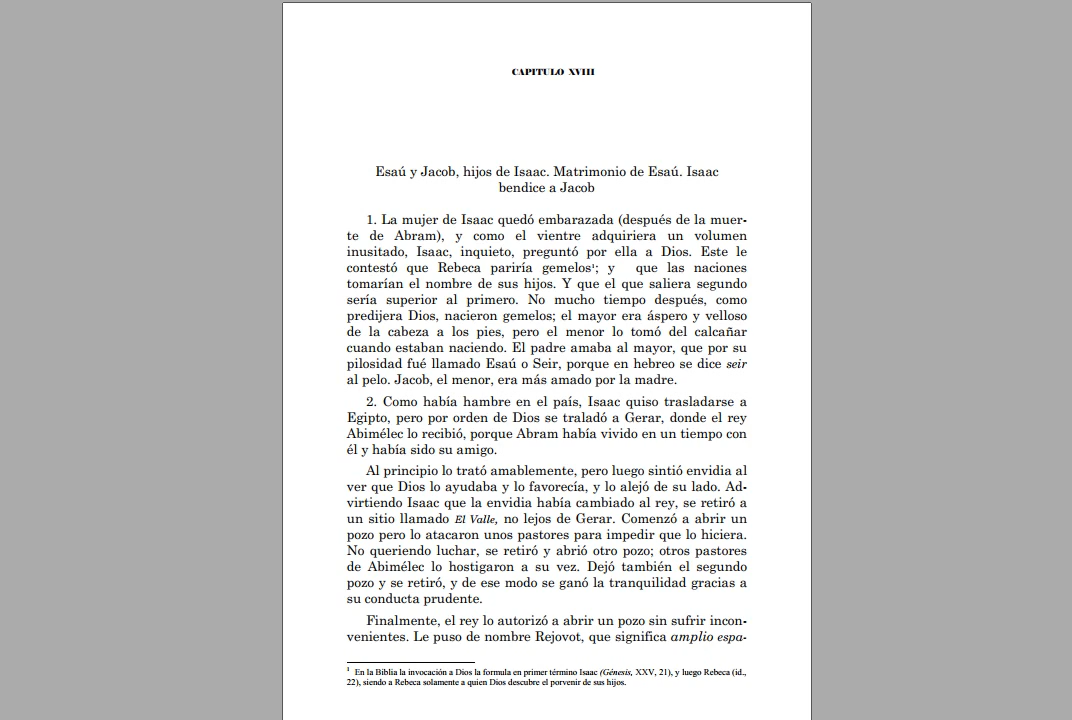 CAPITULO XVIII
Esaú y Jacob, hijos de Isaac. Matrimonio de Esaú. Isaac
bendice a Jacob
1. La mujer de Isaac quedó embarazada (después de la muer-
te de Abram), y como el vientre adquiriera un volumen
inusitado, Isaac, inquieto, preguntó por ella a Dios. Este le
contestó que Rebeca pariría gemelos¹; y que las naciones
tomarían el nombre de sus hijos. Y que el que saliera segundo
sería superior al primero. No mucho tiempo después, como
predijera Dios, nacieron gemelos; el mayor era áspero y velloso
de la cabeza a los pies, pero el menor lo tomó del calcañar
cuando estaban naciendo. El padre amaba al mayor, que por su
pilosidad fué llamado Esaú o Seir, porque en hebreo se dice seir
al pelo. Jacob, el menor, era más amado por la madre.
2. Como había hambre en el país, Isaac quiso trasladarse a
Egipto, pero por orden de Dios se traladó a Gerar, donde el rey
Abimélec lo recibió, porque Abram había vivido en un tiempo con
él y había sido su amigo.
Al principio lo trató amablemente, pero luego sintió envidia al
ver que Dios lo ayudaba y lo favorecía, y lo alejó de su lado. Ad-
virtiendo Isaac que la envidia había cambiado al rey, se retiró a
un sitio llamado El Valle, no lejos de Gerar. Comenzó a abrir un
pozo pero lo atacaron unos pastores para impedir que lo hiciera.
No queriendo luchar, se retiró y abrió otro pozo; otros pastores
de Abimélec lo hostigaron a su vez. Dejó también el segundo
pozo y se retiró, y de ese modo se ganó la tranquilidad gracias a
su conducta prudente.
Finalmente, el rey lo autorizó a abrir un pozo sin sufrir incon-
venientes. Le puso de nombre Rejovot, que significa amplio espa-
¹ En la Biblia la invocación a Dios la formula en primer término Isaac (Génesis, XXV, 21), y luego Rebeca (id.,
22), siendo a Rebeca solamente a quien Dios descubre el porvenir de sus hijos.